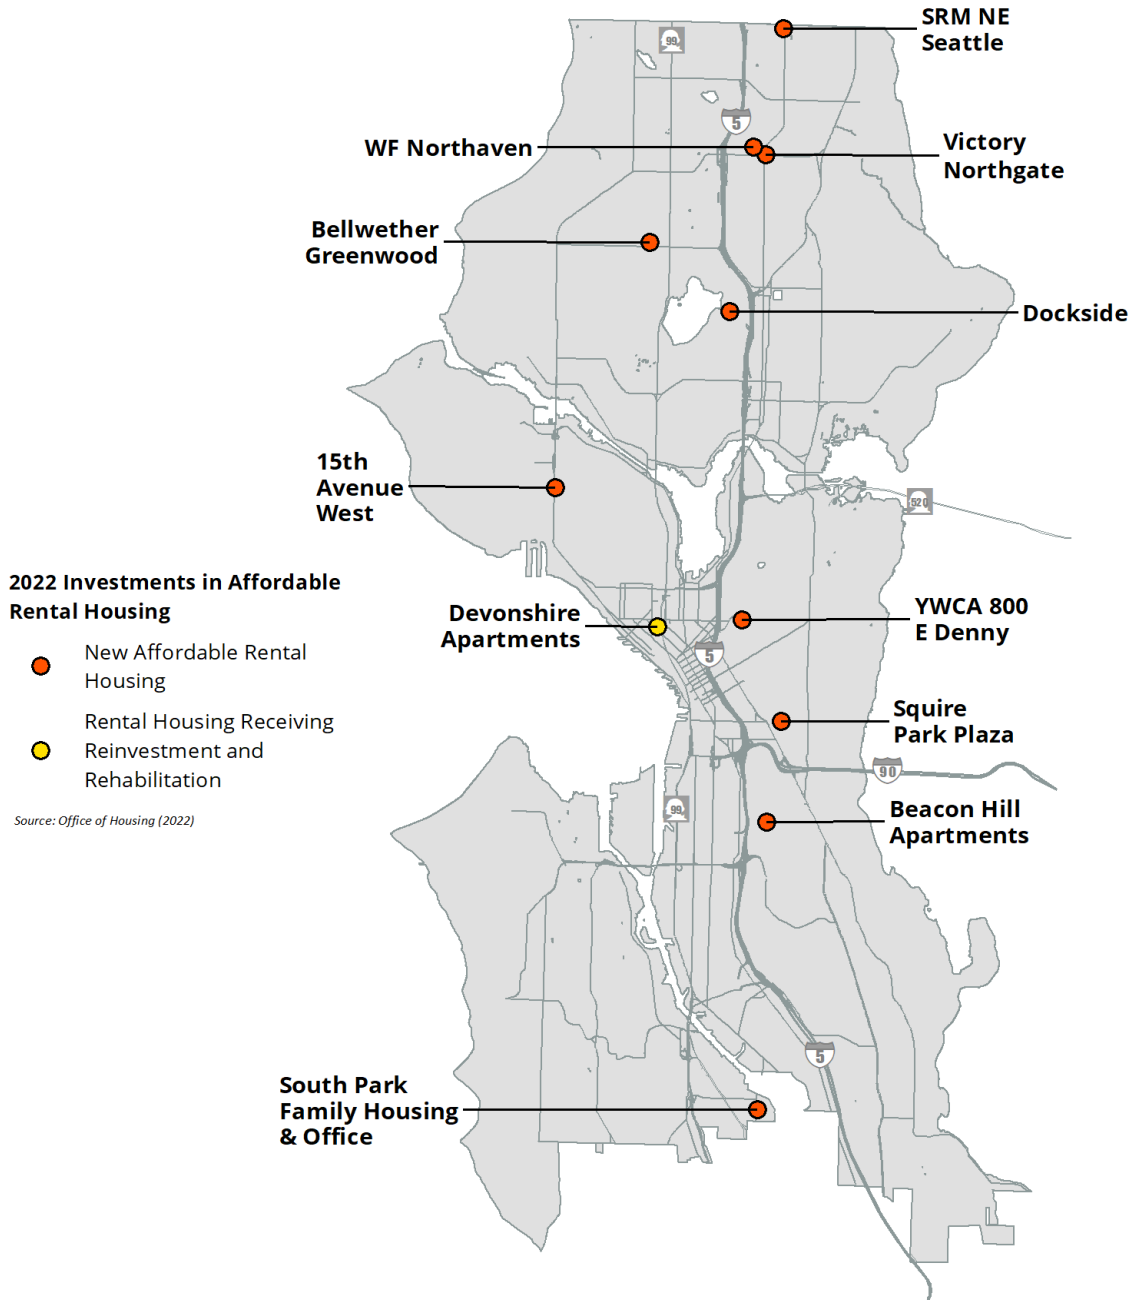 SRM NE
Seattle
99
5
WF Northaven
Victory
Northgate
Bellwether
Greenwood
Dockside
15th
Avenue
West
520
2022 Investments in Affordable
Rental Housing
New Affordable Rental
Housing
Rental Housing Receiving
Reinvestment and
Rehabilitation
Source: Office of Housing (2022)
Devonshire
Apartments
YWCA 800
E Denny
5
Squire
Park Plaza
90
99
Beacon Hill
Apartments
5
South Park
Family Housing
& Office